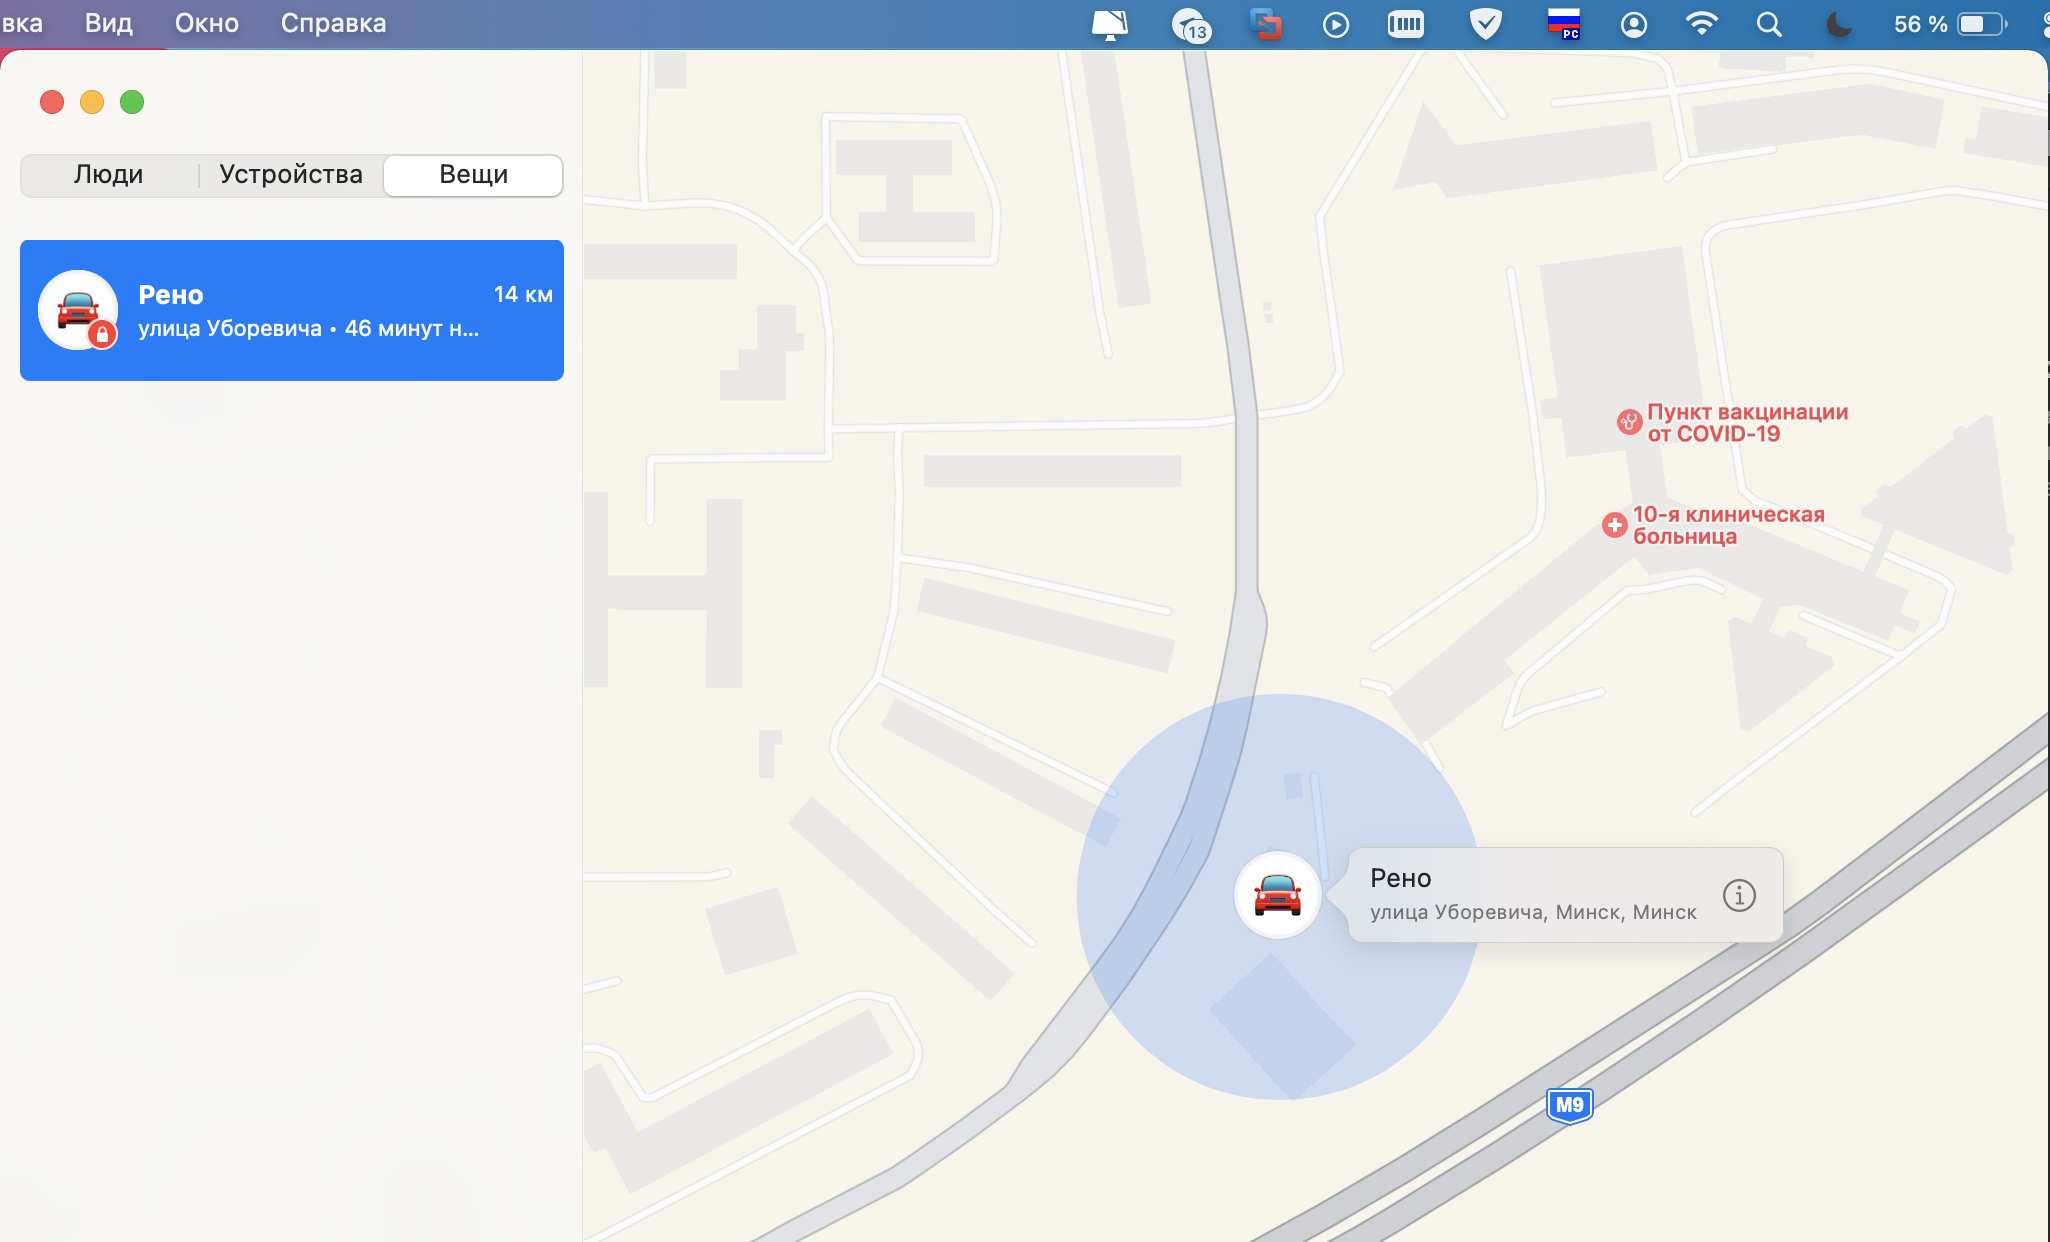 вка Вид Окно Справка 13 PC 56 %
Люди Устройства Вещи
Рено 14 км
улица Уборевича • 46 минут н...
Пункт вакцинации
от COVID-19
10-я клиническая
больница
Рено
улица Уборевича, Минск, Минск
M9